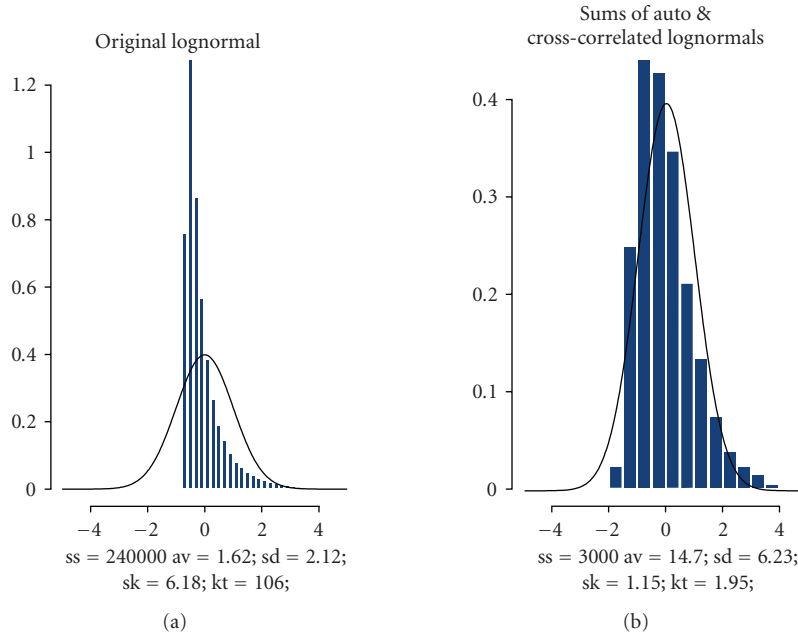 Original lognormal
1.2
1
0.8
0.6
0.4
0.2
0
−4 −2 0 2 4
ss = 240000 av = 1.62; sd = 2.12;
sk = 6.18; kt = 106;
(a)
Sums of auto &
cross-correlated lognormals
0.4
0.3
0.2
0.1
0
−4 −2 0 2 4
ss = 3000 av = 14.7; sd = 6.23;
sk = 1.15; kt = 1.95;
(b)